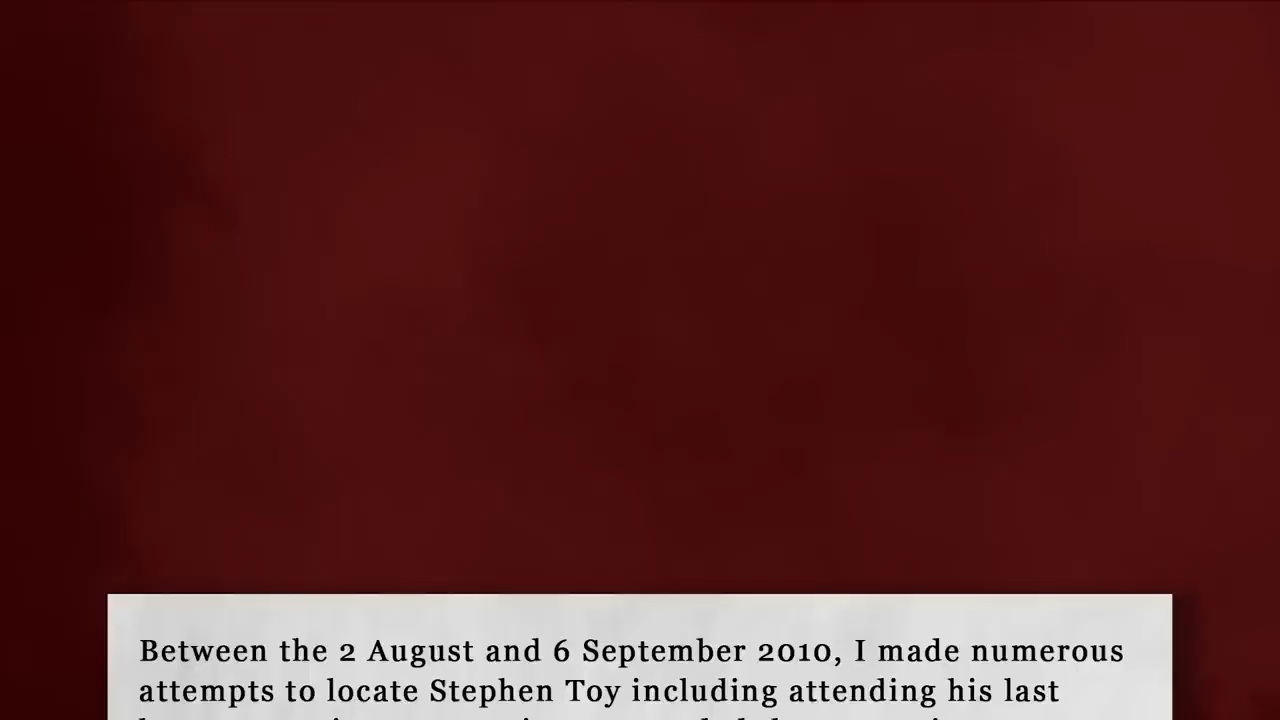 Between the 2 August and 6 September 2010, I made numerous
attempts to locate Stephen Toy including attending his last